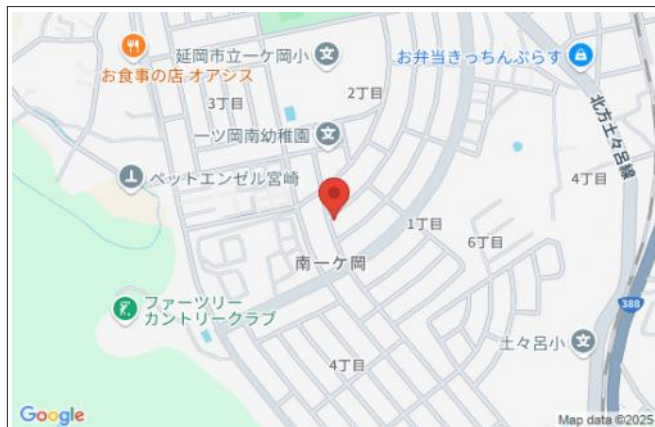 延岡市立一ケ岡小
お食事の店 オアシス
お弁当きっちんぷらす
2丁目
3丁目
北方土々呂線
一ツ岡南幼稚園
ペットエンゼル宮崎
4丁目
1丁目
6丁目
南一ケ岡
388
ファーツリー
カントリークラブ
土々呂小
4丁目
Google
Map data ©2025